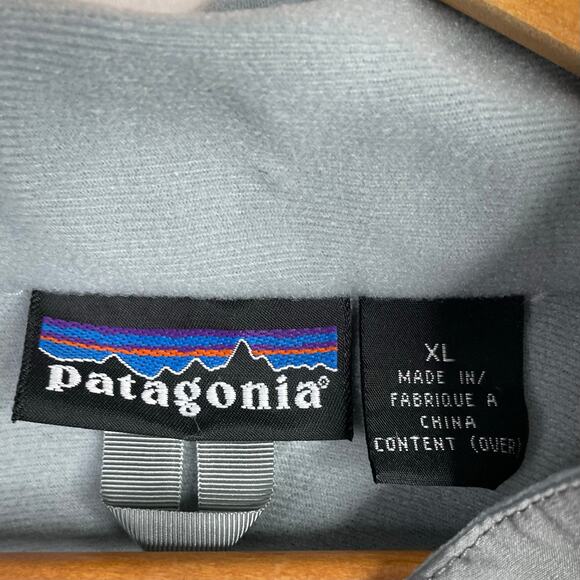 patagonia®
XL
MADE IN/
FABRIQUE A
CHINA
CONTENT (OVER)